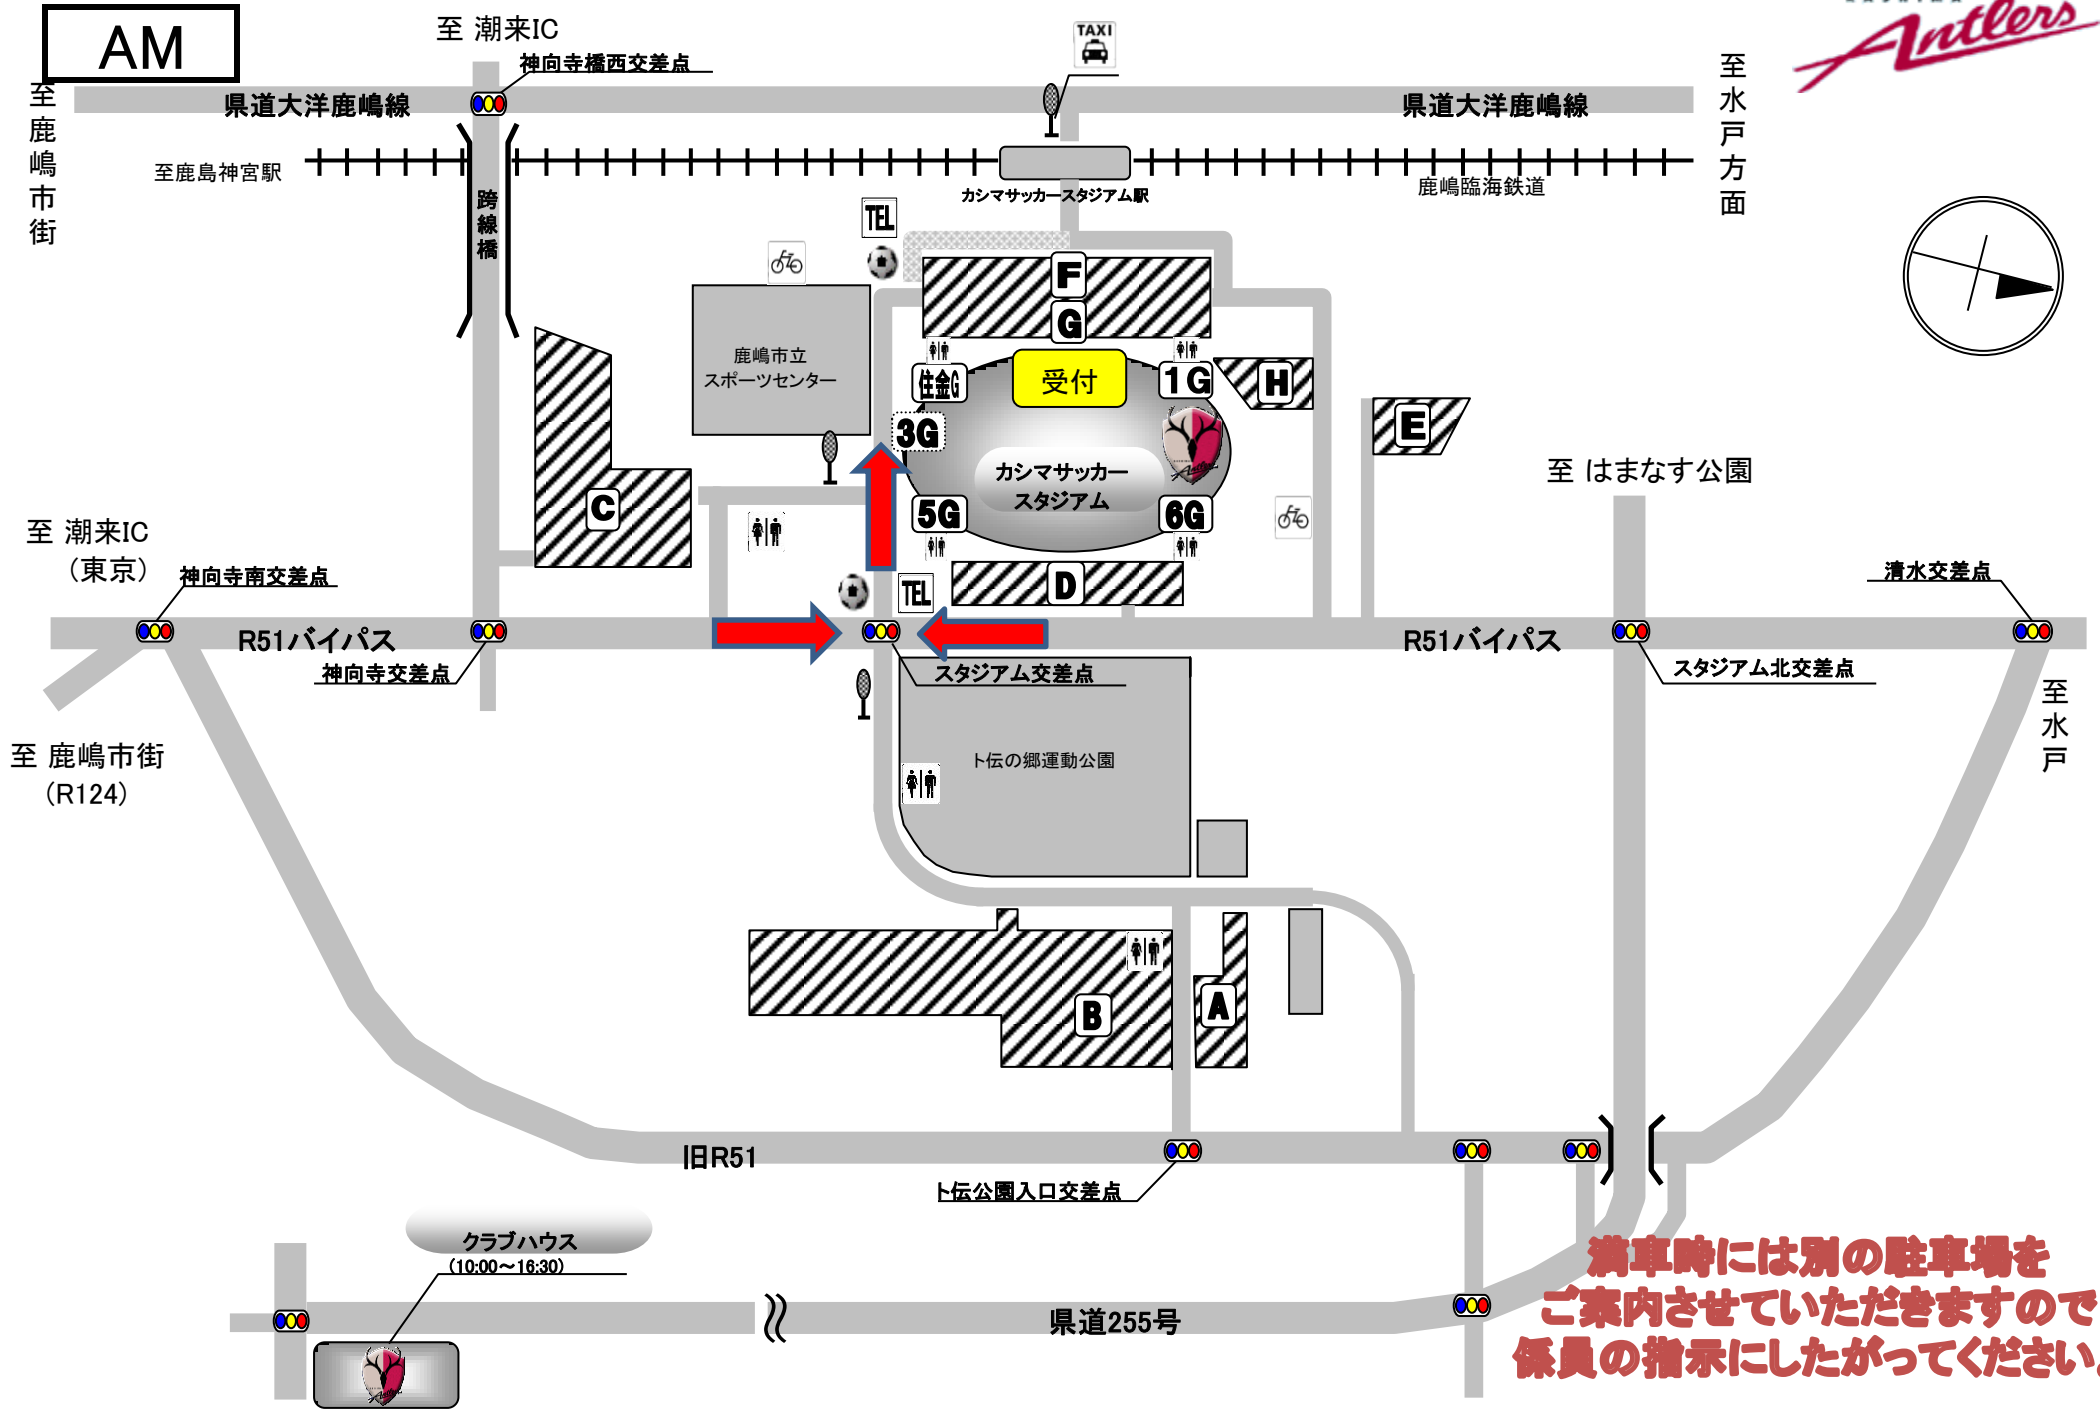 AM
至 潮来IC
神向寺橋西交差点
TAXI
Antlers
至鹿嶋市街
県道大洋鹿嶋線
県道大洋鹿嶋線
至水戸方面
至鹿島神宮駅
カシマサッカースタジアム駅
鹿嶋臨海鉄道
跨線橋
TEL
F
G
鹿嶋市立
スポーツセンター
住金G
受付
1G
H
3G
E
カシマサッカー
スタジアム
至 はまなす公園
C
5G
6G
至 潮来IC
(東京)
神向寺南交差点
D
TEL
清水交差点
R51バイパス
R51バイパス
神向寺交差点
スタジアム交差点
スタジアム北交差点
至水戸
至 鹿嶋市街
(R124)
ト伝の郷運動公園
B
A
旧R51
ト伝公園入口交差点
クラブハウス
(10:00～16:30)
県道255号
満車時には別の駐車場を
ご案内させていただきますので
係員の指示にしたがってください。